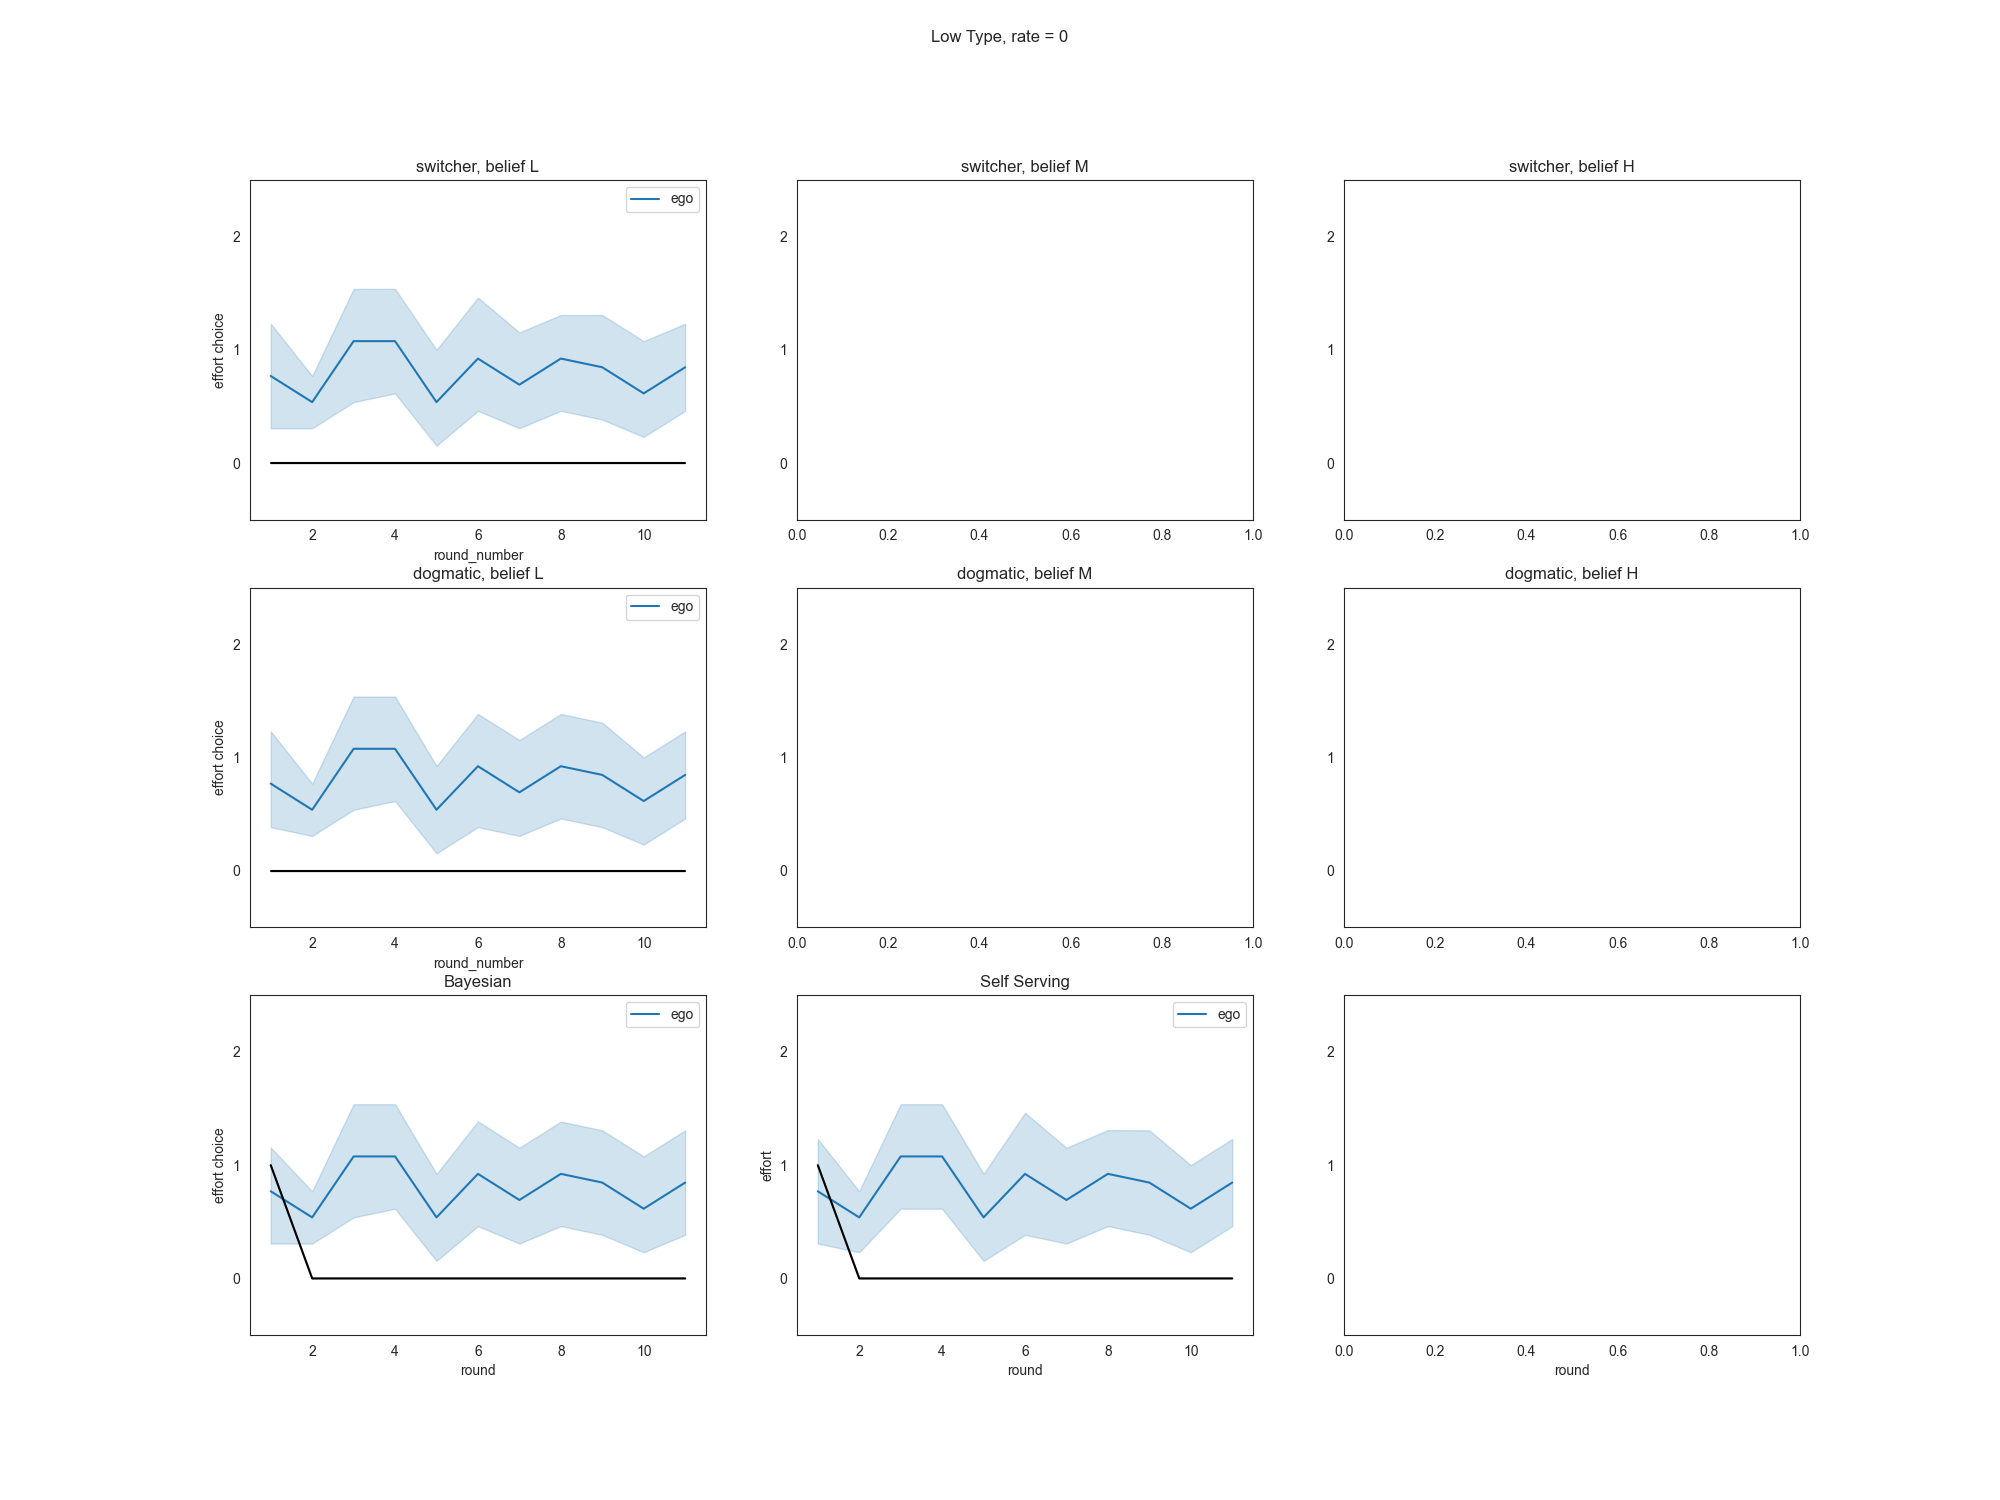 Low Type, rate = 0
switcher, belief L
switcher, belief M
switcher, belief H
ego
2
1
0
effort choice
2 4 6 8 10
round_number
2
1
0
0.0 0.2 0.4 0.6 0.8 1.0
2
1
0
0.0 0.2 0.4 0.6 0.8 1.0
dogmatic, belief L
dogmatic, belief M
dogmatic, belief H
ego
2
1
0
effort choice
2 4 6 8 10
round_number
2
1
0
0.0 0.2 0.4 0.6 0.8 1.0
2
1
0
0.0 0.2 0.4 0.6 0.8 1.0
Bayesian
Self Serving
ego
2
1
0
effort choice
2 4 6 8 10
round
ego
2
1
0
effort
2 4 6 8 10
round
2
1
0
0.0 0.2 0.4 0.6 0.8 1.0
round